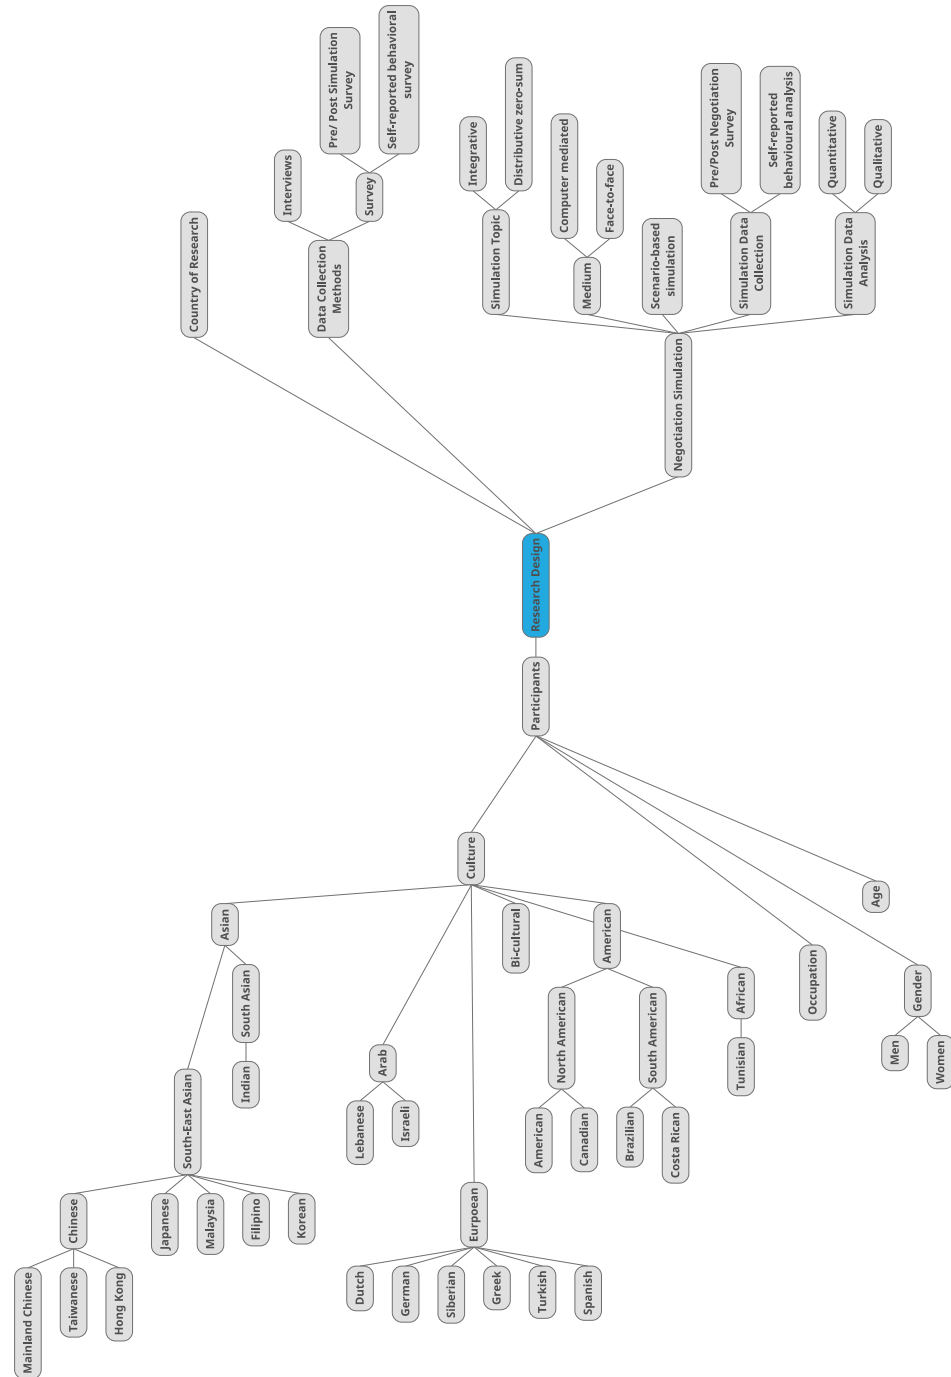 Country of Research
Interviews
Pre/ Post Simulation
Survey
Self-reported behavioral
survey
Survey
Data Collection
Methods
Integrative
Distributive zero-sum
Simulation Topic
Computer mediated
Face-to-face
Medium
Scenario-based
simulation
Pre/Post Negotiation
Survey
Self-reported
behavioural analysis
Simulation Data
Collection
Quantitative
Qualitative
Simulation Data
Analysis
Negotiation Simulation
Research Design
Participants
Culture
Asian
South Asian
Indian
South-East Asian
Chinese
Mainland Chinese
Taiwanese
Hong Kong
Japanese
Malaysia
Filipino
Korean
Arab
Lebanese
Israeli
Eurpoean
Dutch
German
Siberian
Greek
Turkish
Spanish
Bi-cultural
American
North American
American
Canadian
South American
Brazilian
Costa Rican
African
Tunisian
Occupation
Gender
Men
Women
Age